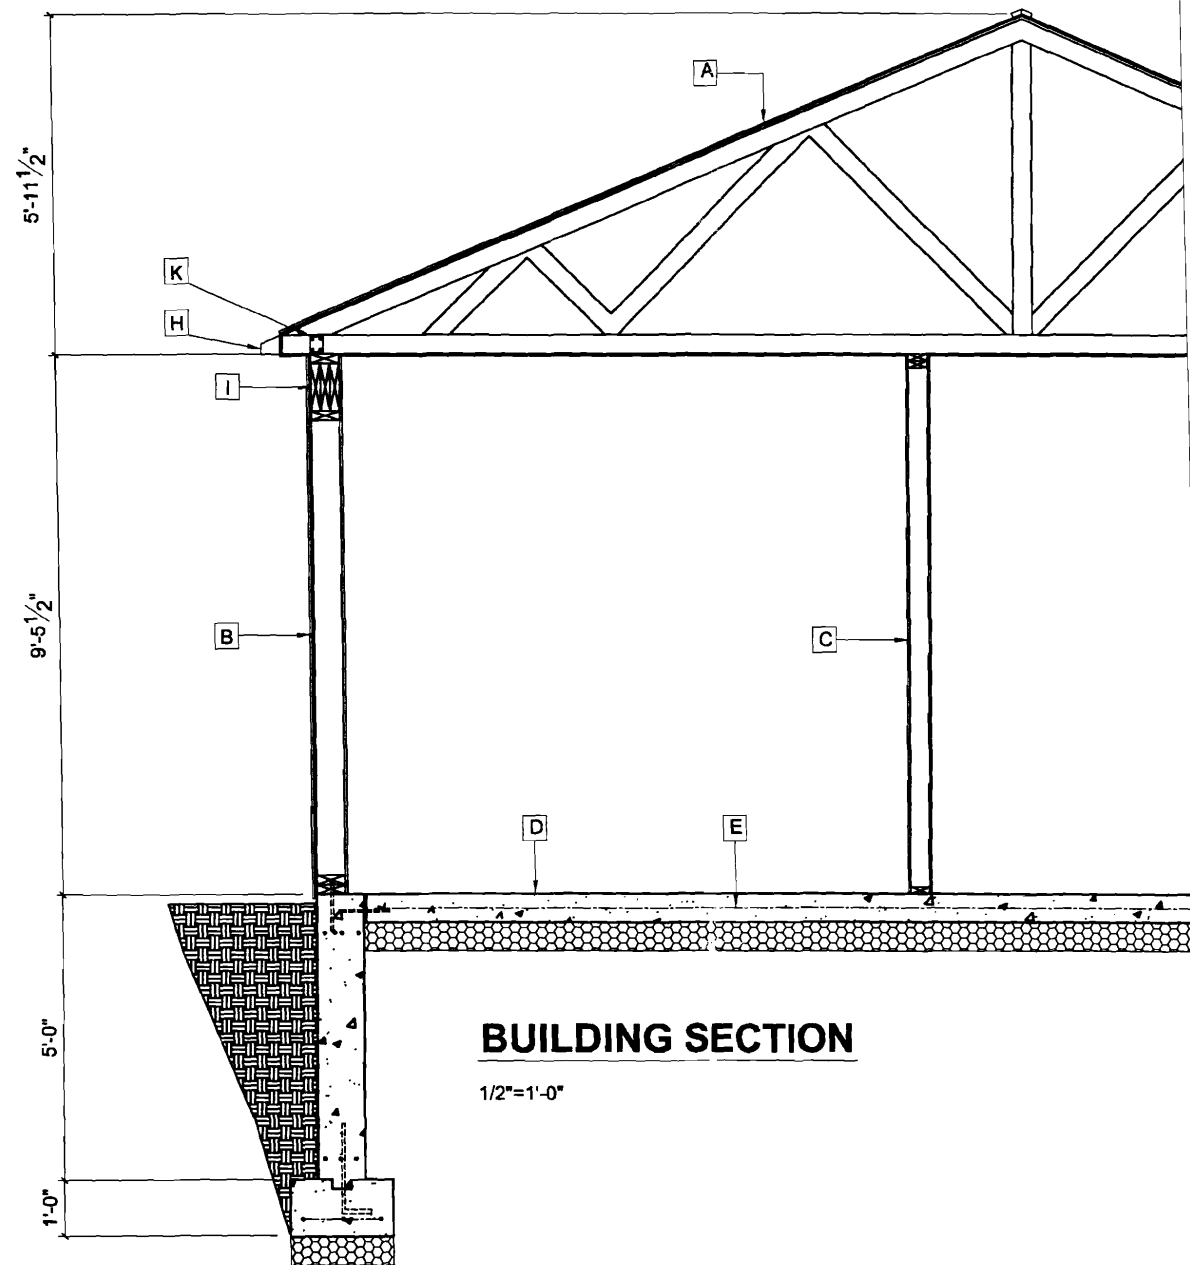 A
5'-11 1/2"
K
H
I
9'-5 1/2"
B
C
D
E
5'-0"
BUILDING SECTION
1/2"=1'-0"
1'-0"